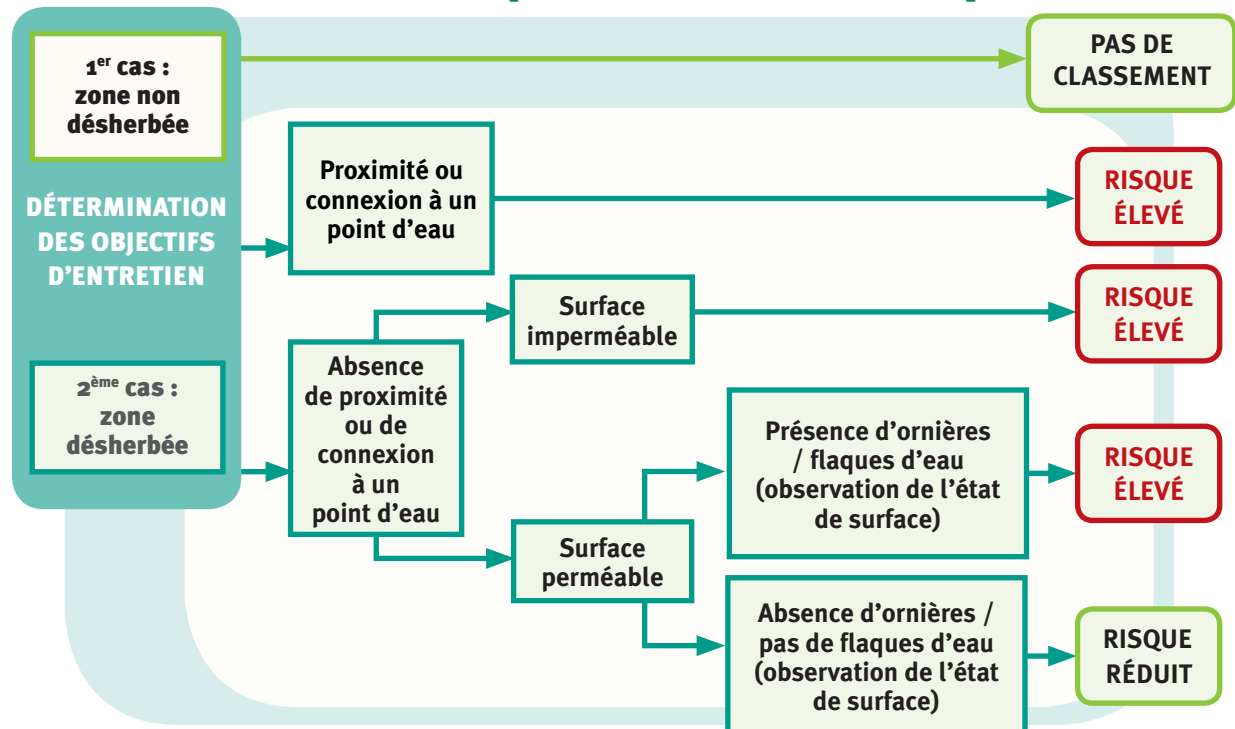 1er cas :
zone non
désherbée
DÉTERMINATION
DES OBJECTIFS
D'ENTRETIEN
2ème cas :
zone
désherbée
PAS DE
CLASSEMENT
Proximité ou
connexion à un
point d'eau
RISQUE
ÉLEVÉ
Absence
de proximité
ou de
connexion
à un
point d'eau
Surface
imperméable
RISQUE
ÉLEVÉ
Surface
perméable
Présence d'ornières
/ flaques d'eau
(observation de l'état
de surface)
RISQUE
ÉLEVÉ
Absence d'ornières /
pas de flaques d'eau
(observation de l'état
de surface)
RISQUE
RÉDUIT